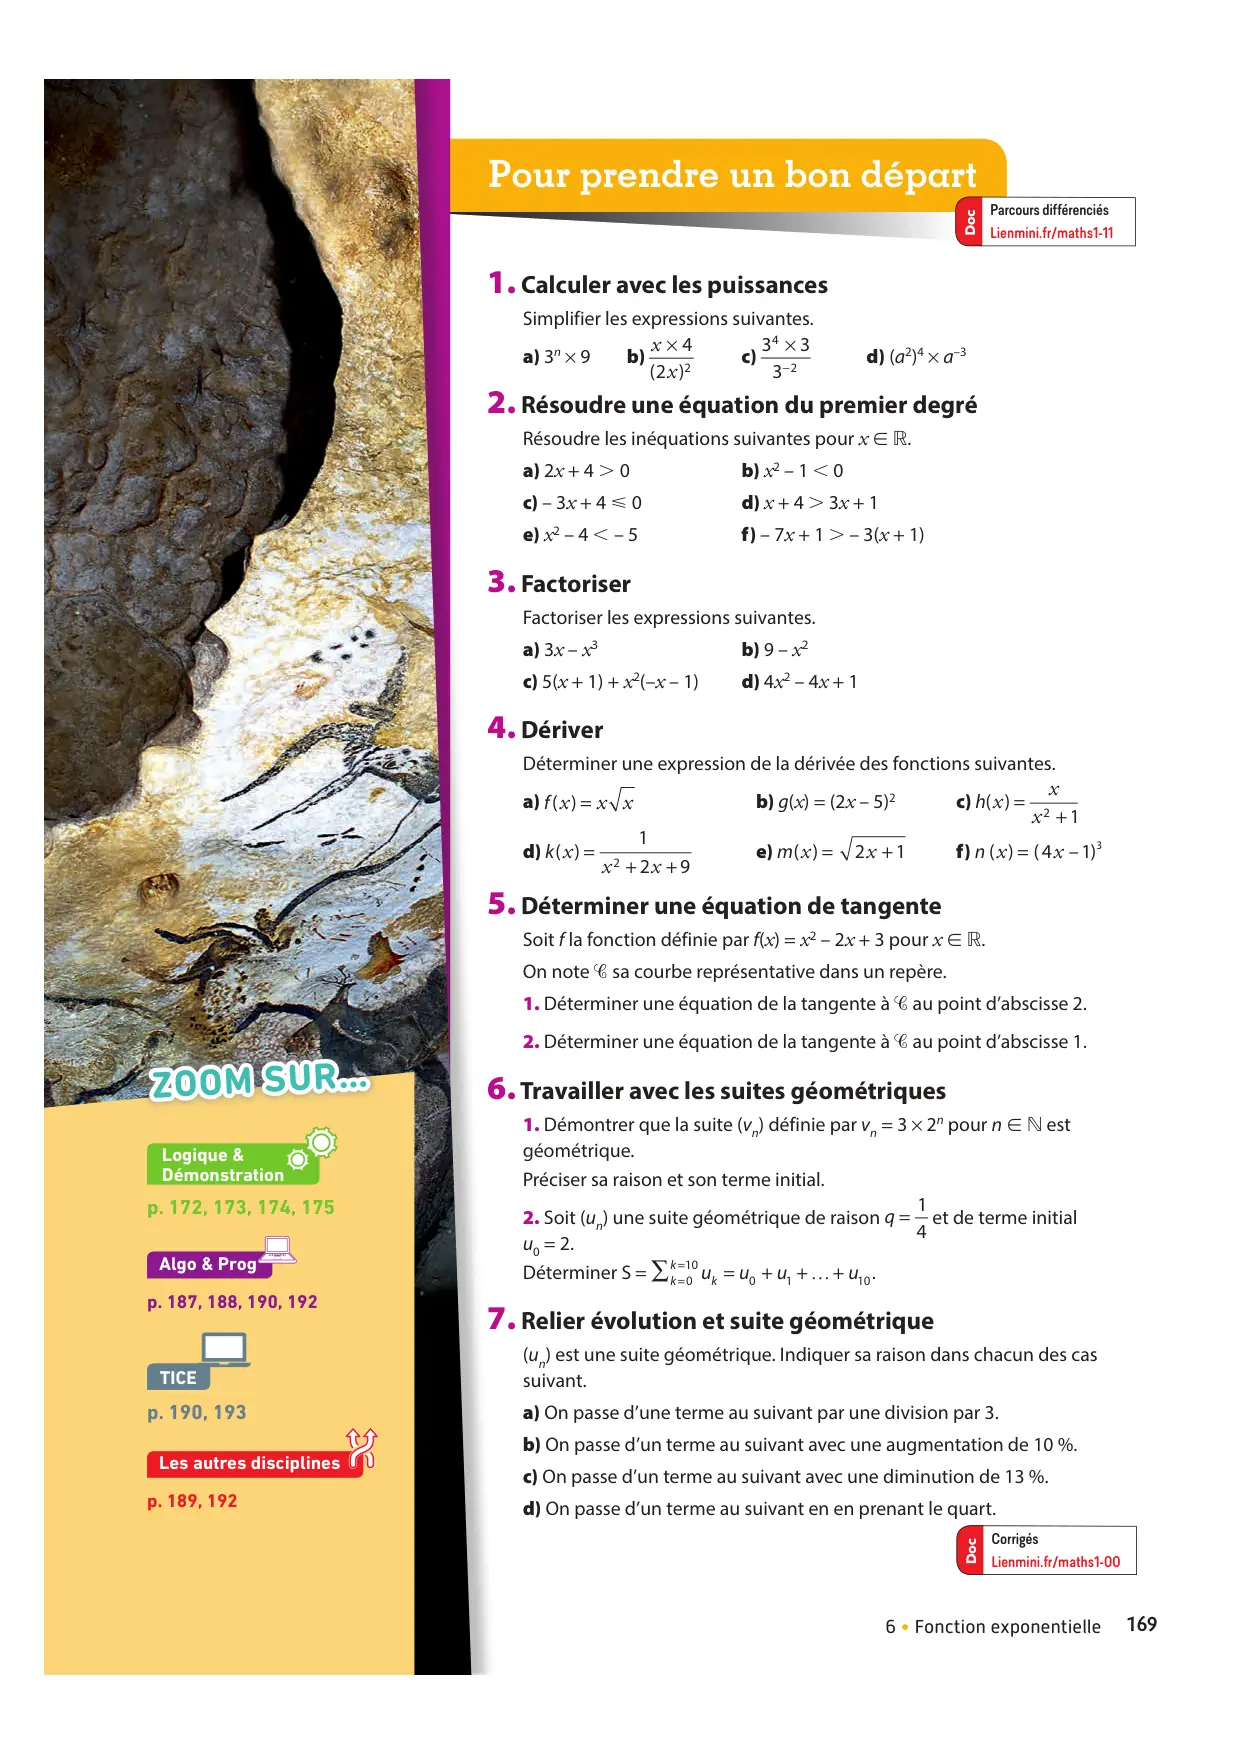 Pour prendre un bon départ
Doc
Parcours différenciés
Lienmini.fr/maths1-11
1. Calculer avec les puissances
Simplifier les expressions suivantes.
a) 3ⁿ × 9 b) (x × 4)/(2x)² c) (3⁴ × 3)/3⁻² d) (a²)⁴ × a⁻³
2. Résoudre une équation du premier degré
Résoudre les inéquations suivantes pour x ∈ ℝ.
a) 2x + 4 > 0 b) x² – 1 < 0
c) – 3x + 4 ⩽ 0 d) x + 4 > 3x + 1
e) x² – 4 < – 5 f) – 7x + 1 > – 3(x + 1)
3. Factoriser
Factoriser les expressions suivantes.
a) 3x – x³ b) 9 – x²
c) 5(x + 1) + x²(–x – 1) d) 4x² – 4x + 1
4. Dériver
Déterminer une expression de la dérivée des fonctions suivantes.
a) f(x) = x√x b) g(x) = (2x – 5)² c) h(x) = x/(x² + 1)
d) k(x) = 1/(x² + 2x + 9) e) m(x) = √(2x + 1) f) n (x) = (4x – 1)³
5. Déterminer une équation de tangente
Soit f la fonction définie par f(x) = x² – 2x + 3 pour x ∈ ℝ.
On note 𝒞 sa courbe représentative dans un repère.
1. Déterminer une équation de la tangente à 𝒞 au point d’abscisse 2.
2. Déterminer une équation de la tangente à 𝒞 au point d’abscisse 1.
6. Travailler avec les suites géométriques
1. Démontrer que la suite (vₙ) définie par vₙ = 3 × 2ⁿ pour n ∈ ℕ est
géométrique.
Préciser sa raison et son terme initial.
2. Soit (uₙ) une suite géométrique de raison q = 1/4 et de terme initial
u₀ = 2.
Déterminer S = ∑ₖ₌₀ᵏ⁼¹⁰ uₖ = u₀ + u₁ + … + u₁₀.
7. Relier évolution et suite géométrique
(uₙ) est une suite géométrique. Indiquer sa raison dans chacun des cas
suivant.
a) On passe d’une terme au suivant par une division par 3.
b) On passe d’un terme au suivant avec une augmentation de 10 %.
c) On passe d’un terme au suivant avec une diminution de 13 %.
d) On passe d’un terme au suivant en en prenant le quart.
Doc
Corrigés
Lienmini.fr/maths1-00
ZOOM SUR...
Logique &
Démonstration
p. 172, 173, 174, 175
Algo & Prog
p. 187, 188, 190, 192
TICE
p. 190, 193
Les autres disciplines
p. 189, 192
6 • Fonction exponentielle 169